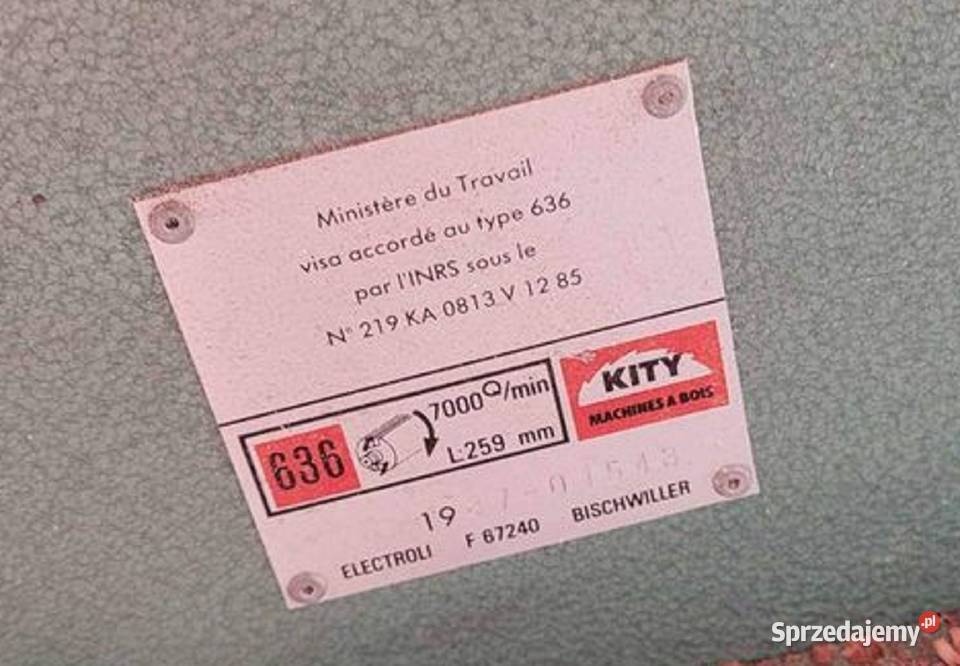 Ministère du Travail
visa accordé au type 636
par l'INRS sous le
N° 219 KA 0813 V 12 85
636
7000 /min
L:259 mm
KITY
MACHINES A BOIS
19
ELECTROLI F 67240 BISCHWILLER
Sprzedajemy.pl